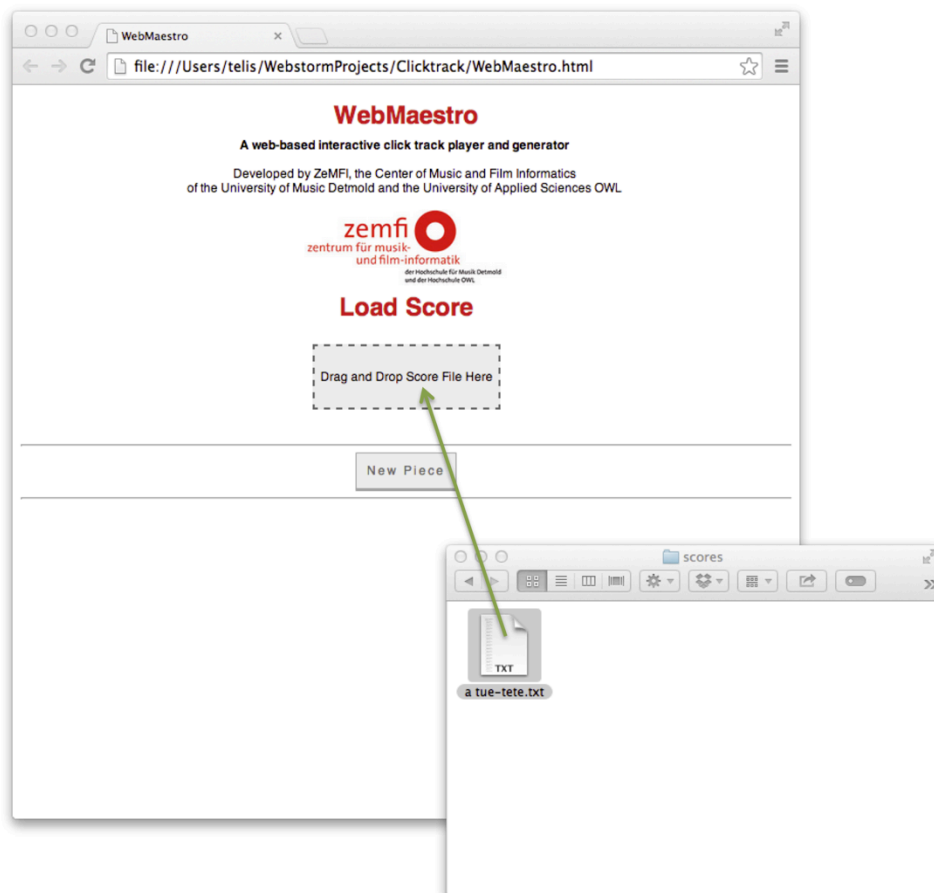 WebMaestro
file:///Users/telis/WebstormProjects/Clicktrack/WebMaestro.html
WebMaestro
A web-based interactive click track player and generator
Developed by ZeMFI, the Center of Music and Film Informatics
of the University of Music Detmold and the University of Applied Sciences OWL
zemfi
zentrum für musik-
und film-informatik
der Hochschule für Musik Detmold
und der Hochschule OWL
Load Score
Drag and Drop Score File Here
New Piece
scores
TXT
a tue-tete.txt